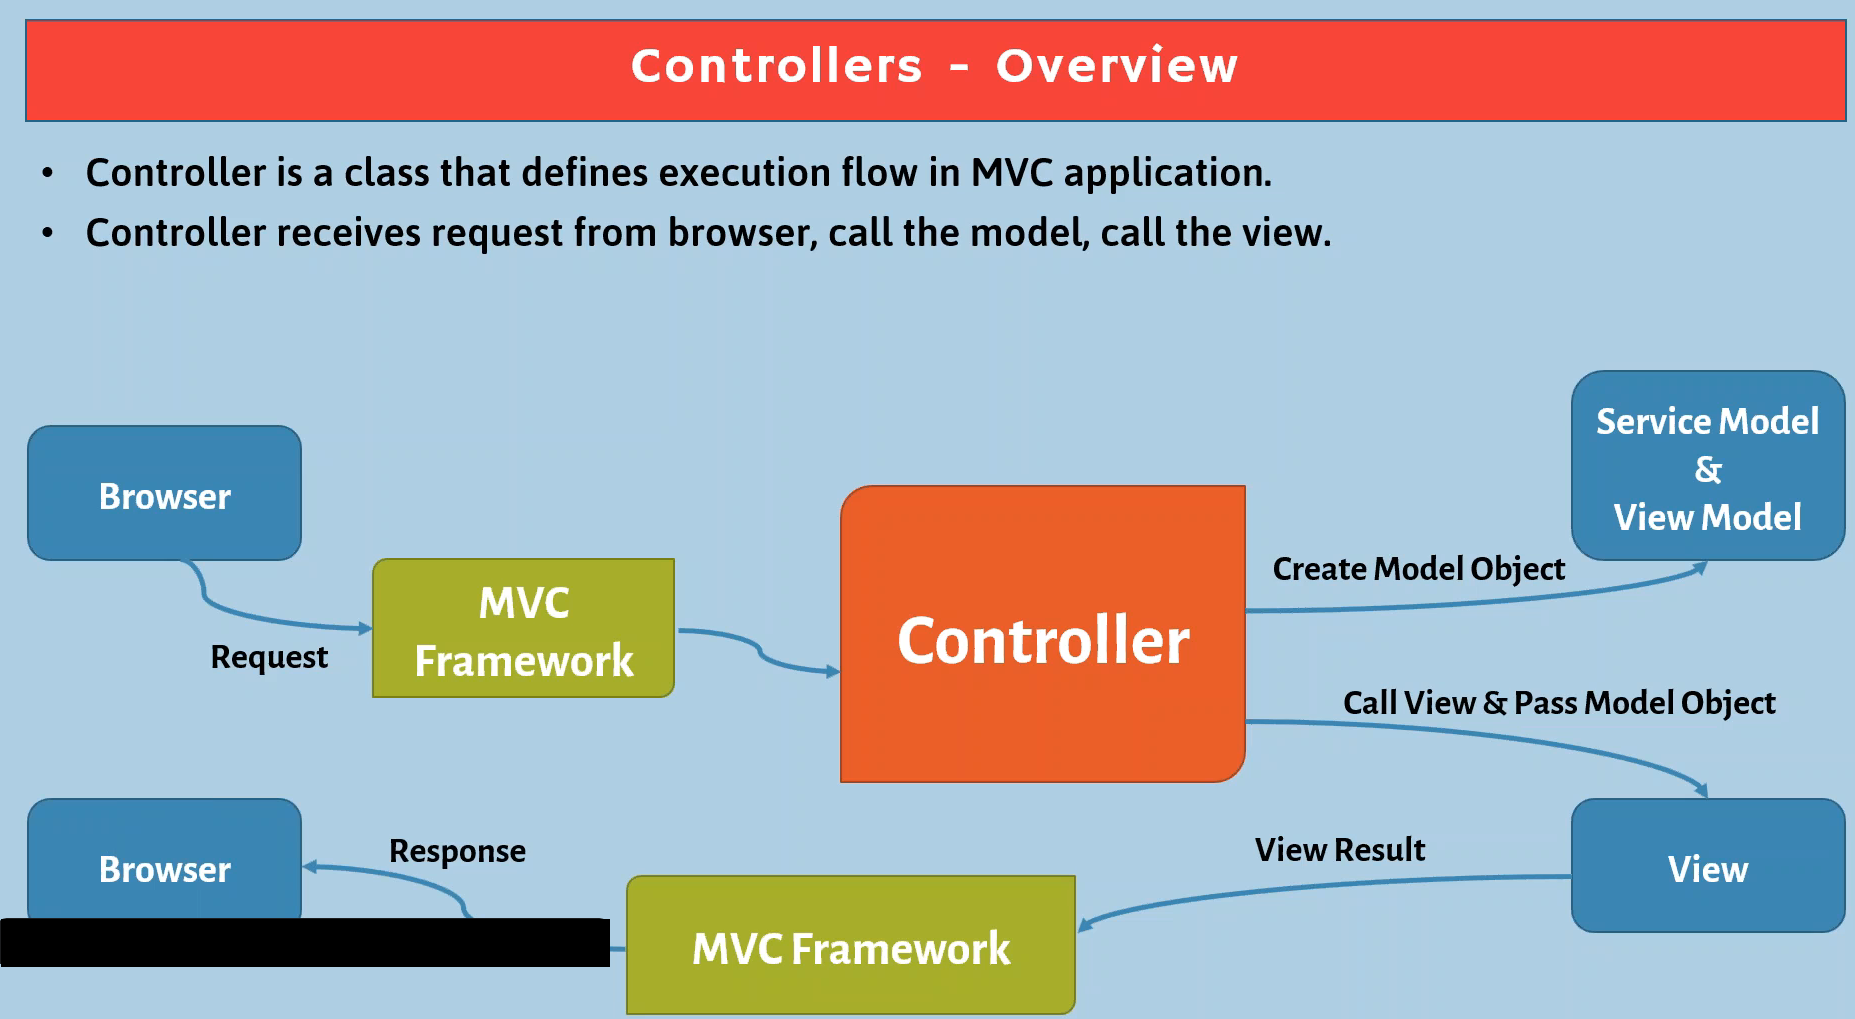 Controllers - Overview
• Controller is a class that defines execution flow in MVC application.
• Controller receives request from browser, call the model, call the view.
Service Model
&
View Model
Browser
Create Model Object
MVC
Framework
Controller
Request
Call View & Pass Model Object
Browser
Response
View Result
View
MVC Framework